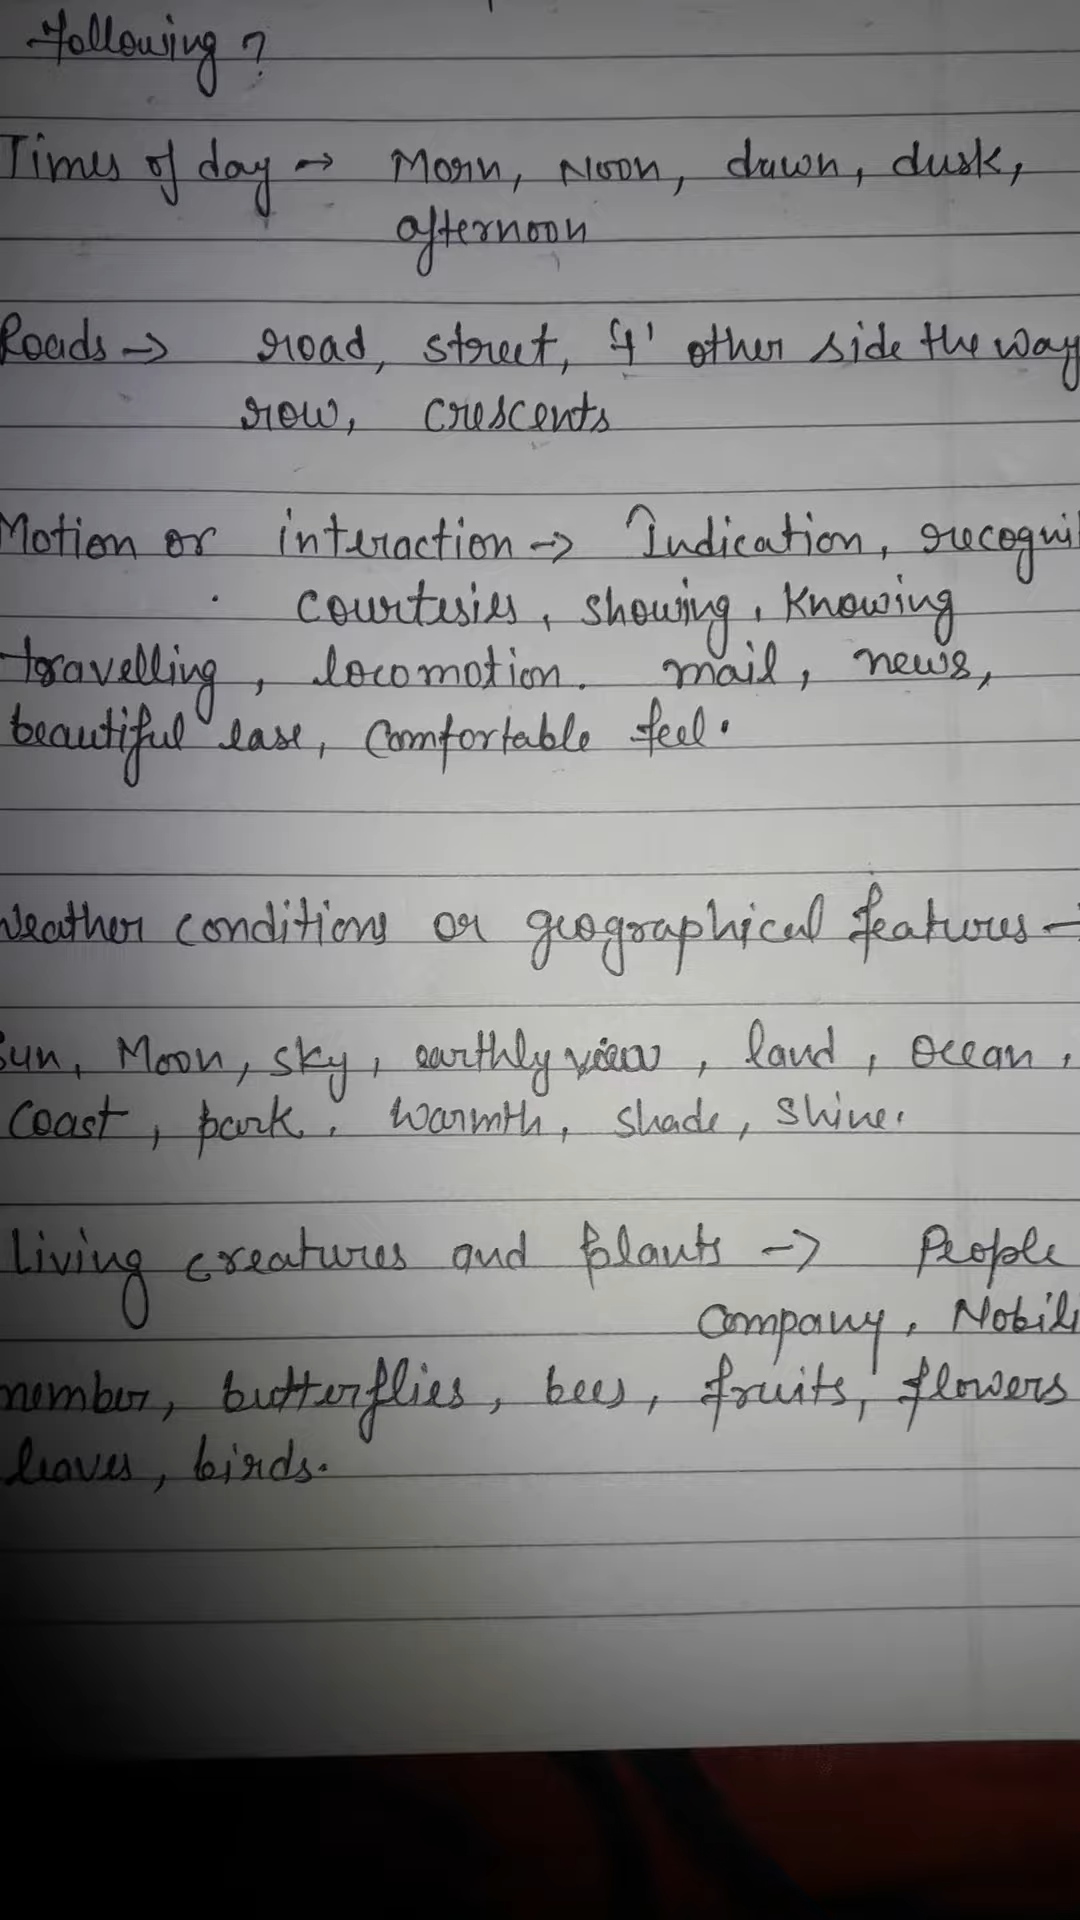 Following ?
Times of day → Morn, Noon, dawn, dusk,
afternoon
Roads → road, street, 't' other side the way
row, crescents
Motion or interaction → Indication, recogni
courtesies, showing, Knowing
travelling, locomotion. mail, news,
beautiful ease, Comfortable feel.
Weather conditions or geographical features -
Sun, Moon, sky, earthly view, land, ocean,
coast, park, warmth, shade, shine.
Living creatures and plants → People
Company, Nobili
member, butterflies, bees, fruits, flowers
leaves, birds.